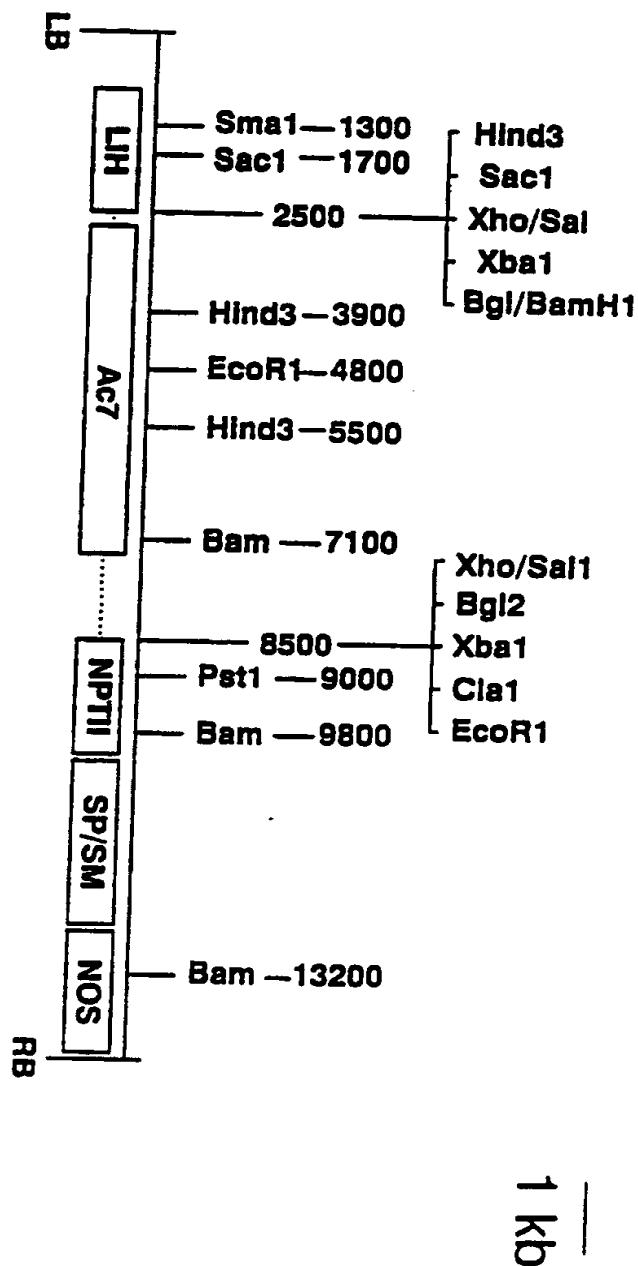 LB
LIH
Sma1—1300
Sac1 —1700
2500
Hind3
Sac1
Xho/Sal
Xba1
Bgl/BamH1
Ac7
Hind3—3900
EcoR1—4800
Hind3—5500
Bam —7100
8500
Xho/Sal1
Bgl2
Xba1
Cla1
EcoR1
NPTII
Pst1 —9000
Bam —9800
SP/SM
NOS
Bam —13200
RB
1 kb